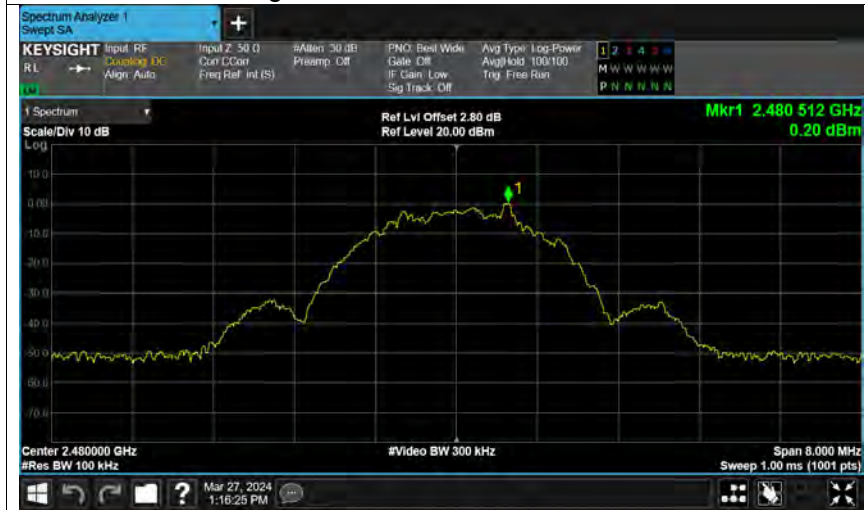 Spectrum Analyzer 1
Swept SA
+
KEYSIGHT
RL
Input: RF
Coupling: DC
Align: Auto
Input Z: 50 Ω
Corr CCorr
Freq Ref: Int (S)
#Atten: 30 dB
Preamp: Off
PNO: Best Wide
Gate: Off
IF Gain: Low
Sig Track: Off
Avg Type: Log-Power
Avg|Hold: 100/100
Trig: Free Run
1 2 3 4 5 6
M W W W W W
P N N N N N
1 Spectrum
Scale/Div 10 dB
Log
Ref Lvl Offset 2.80 dB
Ref Level 20.00 dBm
Mkr1 2.480 512 GHz
0.20 dBm
10.0
0.00
-10.0
-20.0
-30.0
-40.0
-50.0
-60.0
-70.0
1
Center 2.480000 GHz
#Res BW 100 kHz
#Video BW 300 kHz
Span 8.000 MHz
Sweep 1.00 ms (1001 pts)
?
Mar 27, 2024
1:16:25 PM